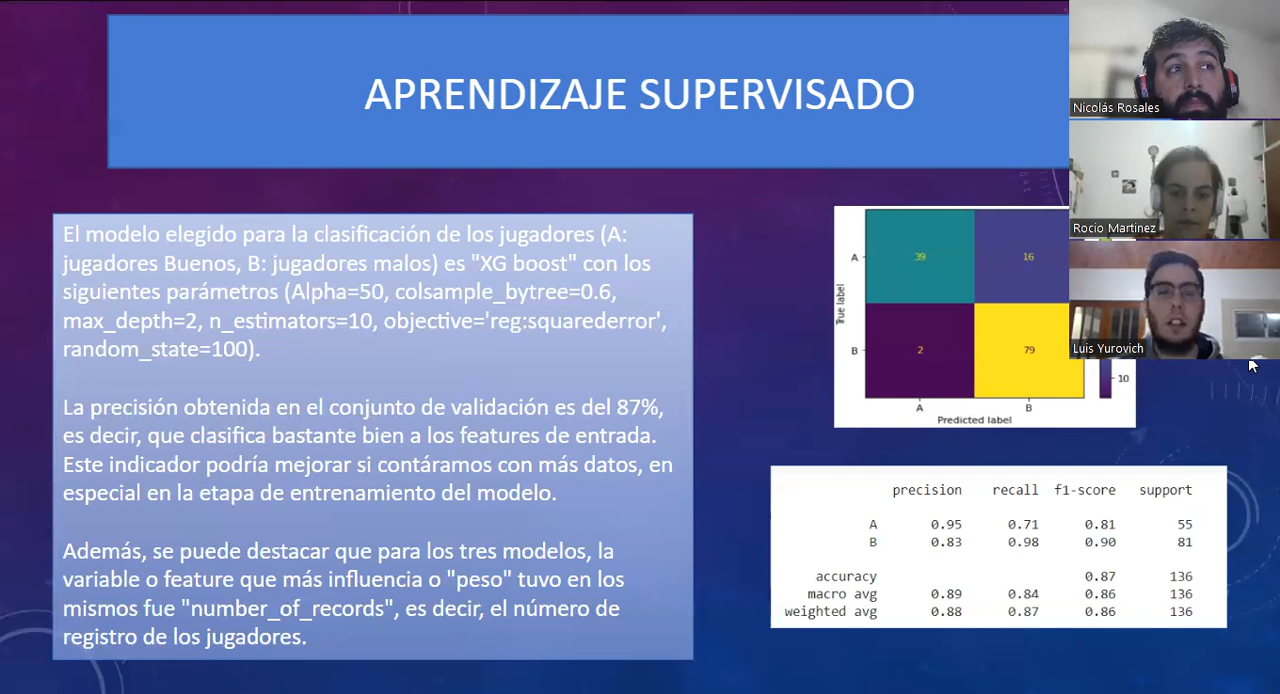 APRENDIZAJE SUPERVISADO
El modelo elegido para la clasificación de los jugadores (A:
jugadores Buenos, B: jugadores malos) es "XG boost" con los
siguientes parámetros (Alpha=50, colsample_bytree=0.6,
max_depth=2, n_estimators=10, objective='reg:squarederror',
random_state=100).
La precisión obtenida en el conjunto de validación es del 87%,
es decir, que clasifica bastante bien a los features de entrada.
Este indicador podría mejorar si contáramos con más datos, en
especial en la etapa de entrenamiento del modelo.
Además, se puede destacar que para los tres modelos, la
variable o feature que más influencia o "peso" tuvo en los
mismos fue "number_of_records", es decir, el número de
registro de los jugadores.
True label
A 39 16
B 2 79
10
A B
Predicted label
precision recall f1-score support
A 0.95 0.71 0.81 55
B 0.83 0.98 0.90 81
accuracy 0.87 136
macro avg 0.89 0.84 0.86 136
weighted avg 0.88 0.87 0.86 136
Nicolás Rosales
Rocio Martinez
Luis Yurovich